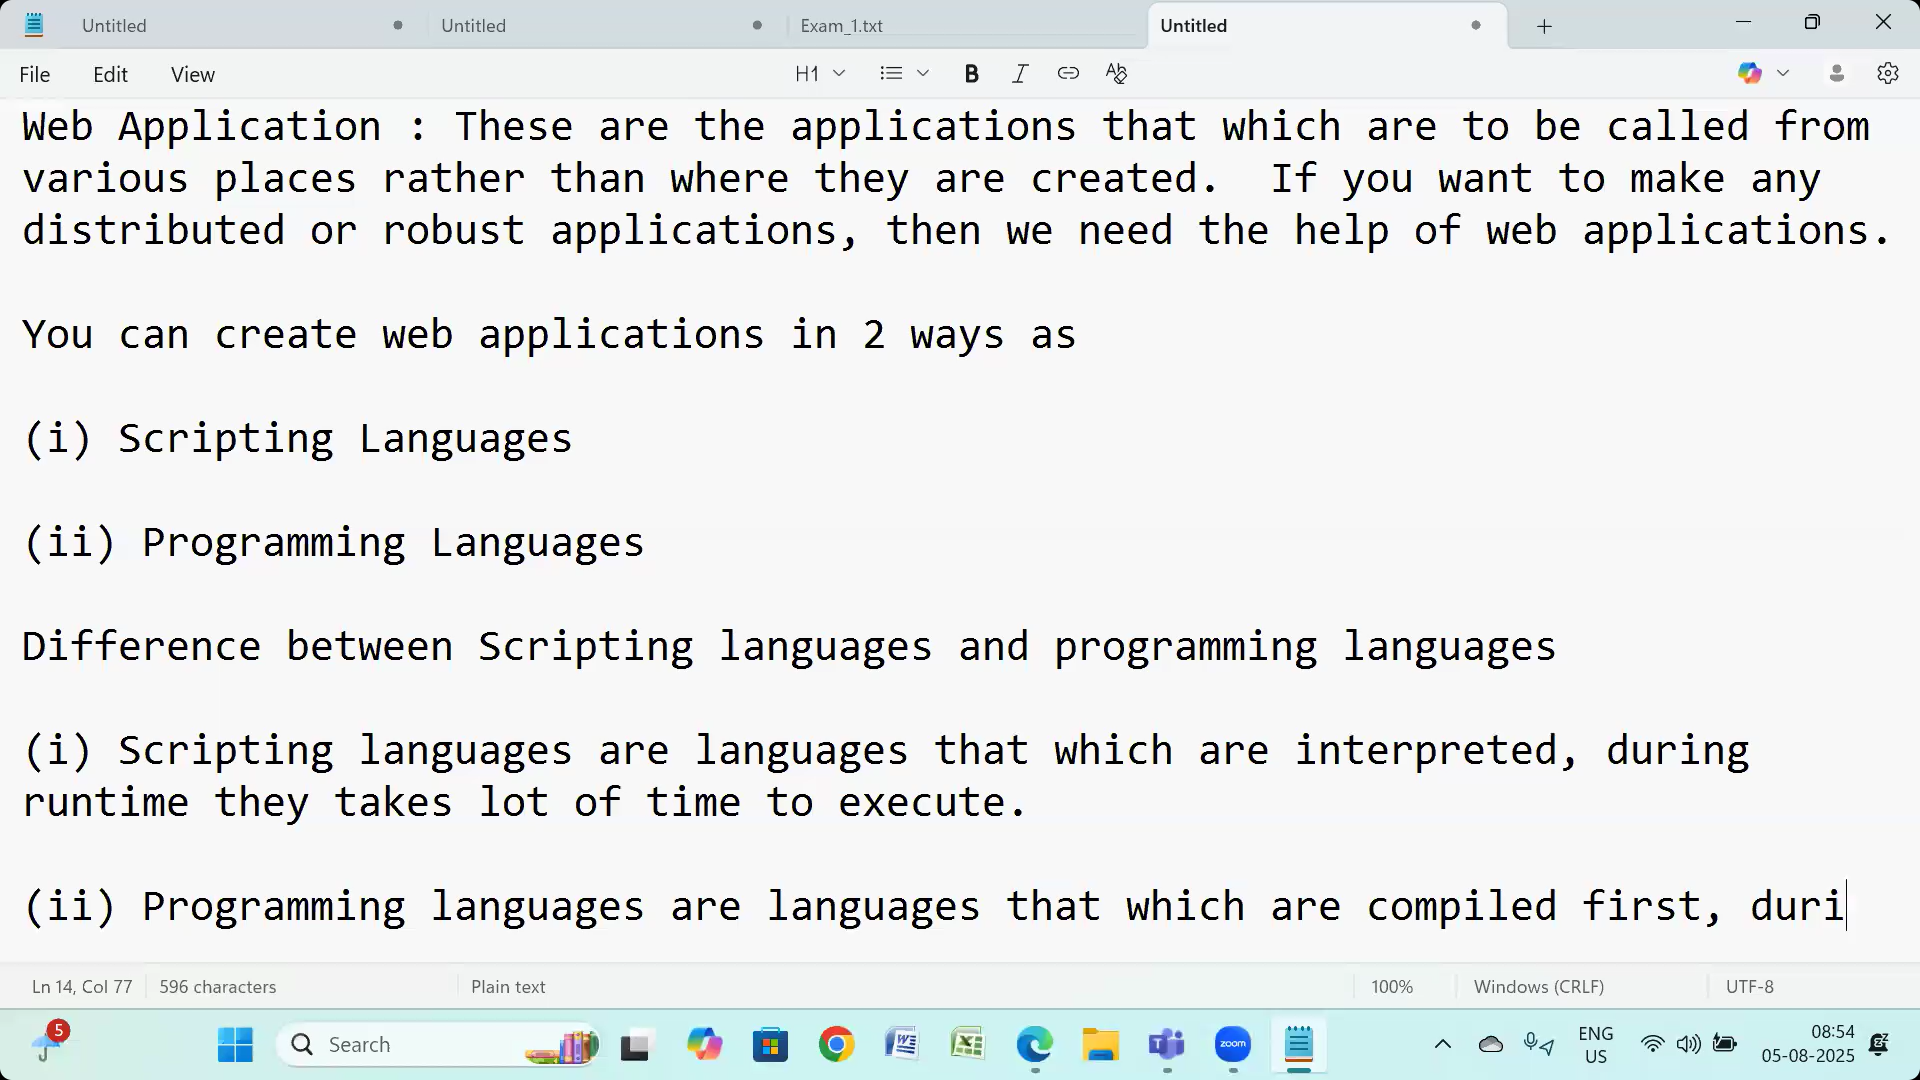 Untitled
Untitled
Exam_1.txt
Untitled
File
Edit
View
H1
Web Application : These are the applications that which are to be called from
various places rather than where they are created.  If you want to make any
distributed or robust applications, then we need the help of web applications.
You can create web applications in 2 ways as
(i) Scripting Languages
(ii) Programming Languages
Difference between Scripting languages and programming languages
(i) Scripting languages are languages that which are interpreted, during
runtime they takes lot of time to execute.
(ii) Programming languages are languages that which are compiled first, duri
Ln 14, Col 77
596 characters
Plain text
100%
Windows (CRLF)
UTF-8
5
Search
zoom
ENG
US
08:54
05-08-2025